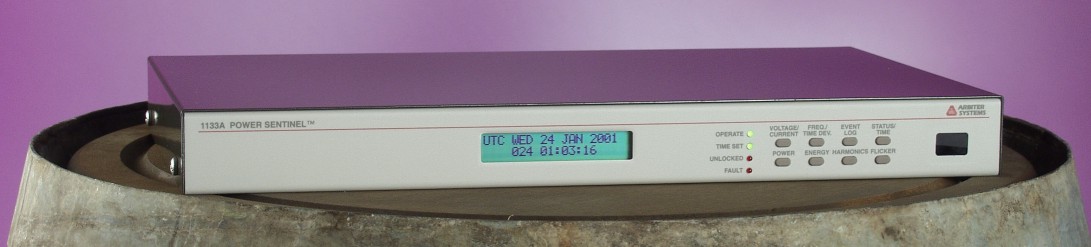 1133A POWER SENTINEL™
ARBITER
SYSTEMS
UTC WED 24 JAN 2001
024 01:03:16
OPERATE
TIME SET
UNLOCKED
FAULT
VOLTAGE/
CURRENT
FREQ./
TIME DEV.
EVENT
LOG
STATUS/
TIME
POWER
ENERGY
HARMONICS
FLICKER